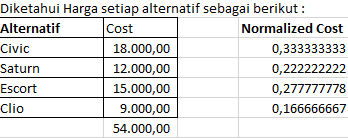 Diketahui Harga setiap alternatif sebagai berikut :
Alternatif Cost Normalized Cost
Civic 18.000,00 0,333333333
Saturn 12.000,00 0,222222222
Escort 15.000,00 0,277777778
Clio 9.000,00 0,166666667
54.000,00